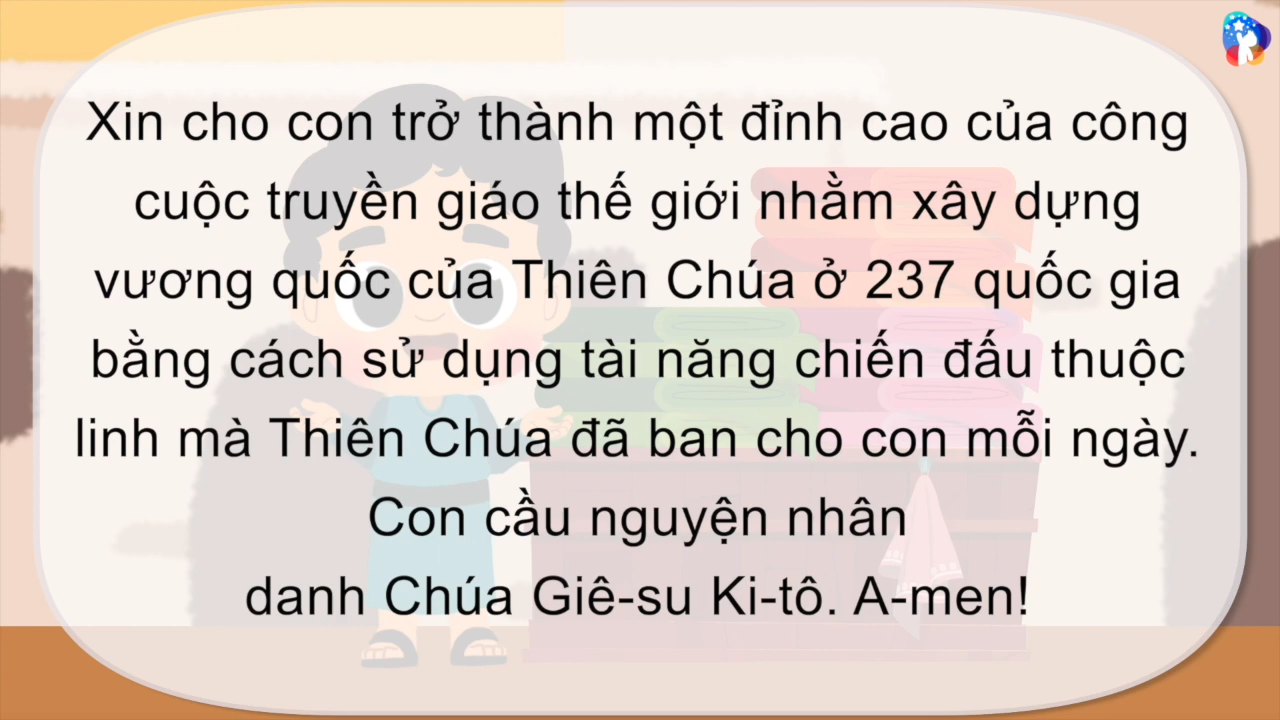 Xin cho con trở thành một đỉnh cao của công
cuộc truyền giáo thế giới nhằm xây dựng
vương quốc của Thiên Chúa ở 237 quốc gia
bằng cách sử dụng tài năng chiến đấu thuộc
linh mà Thiên Chúa đã ban cho con mỗi ngày.
Con cầu nguyện nhân
danh Chúa Giê-su Ki-tô. A-men!